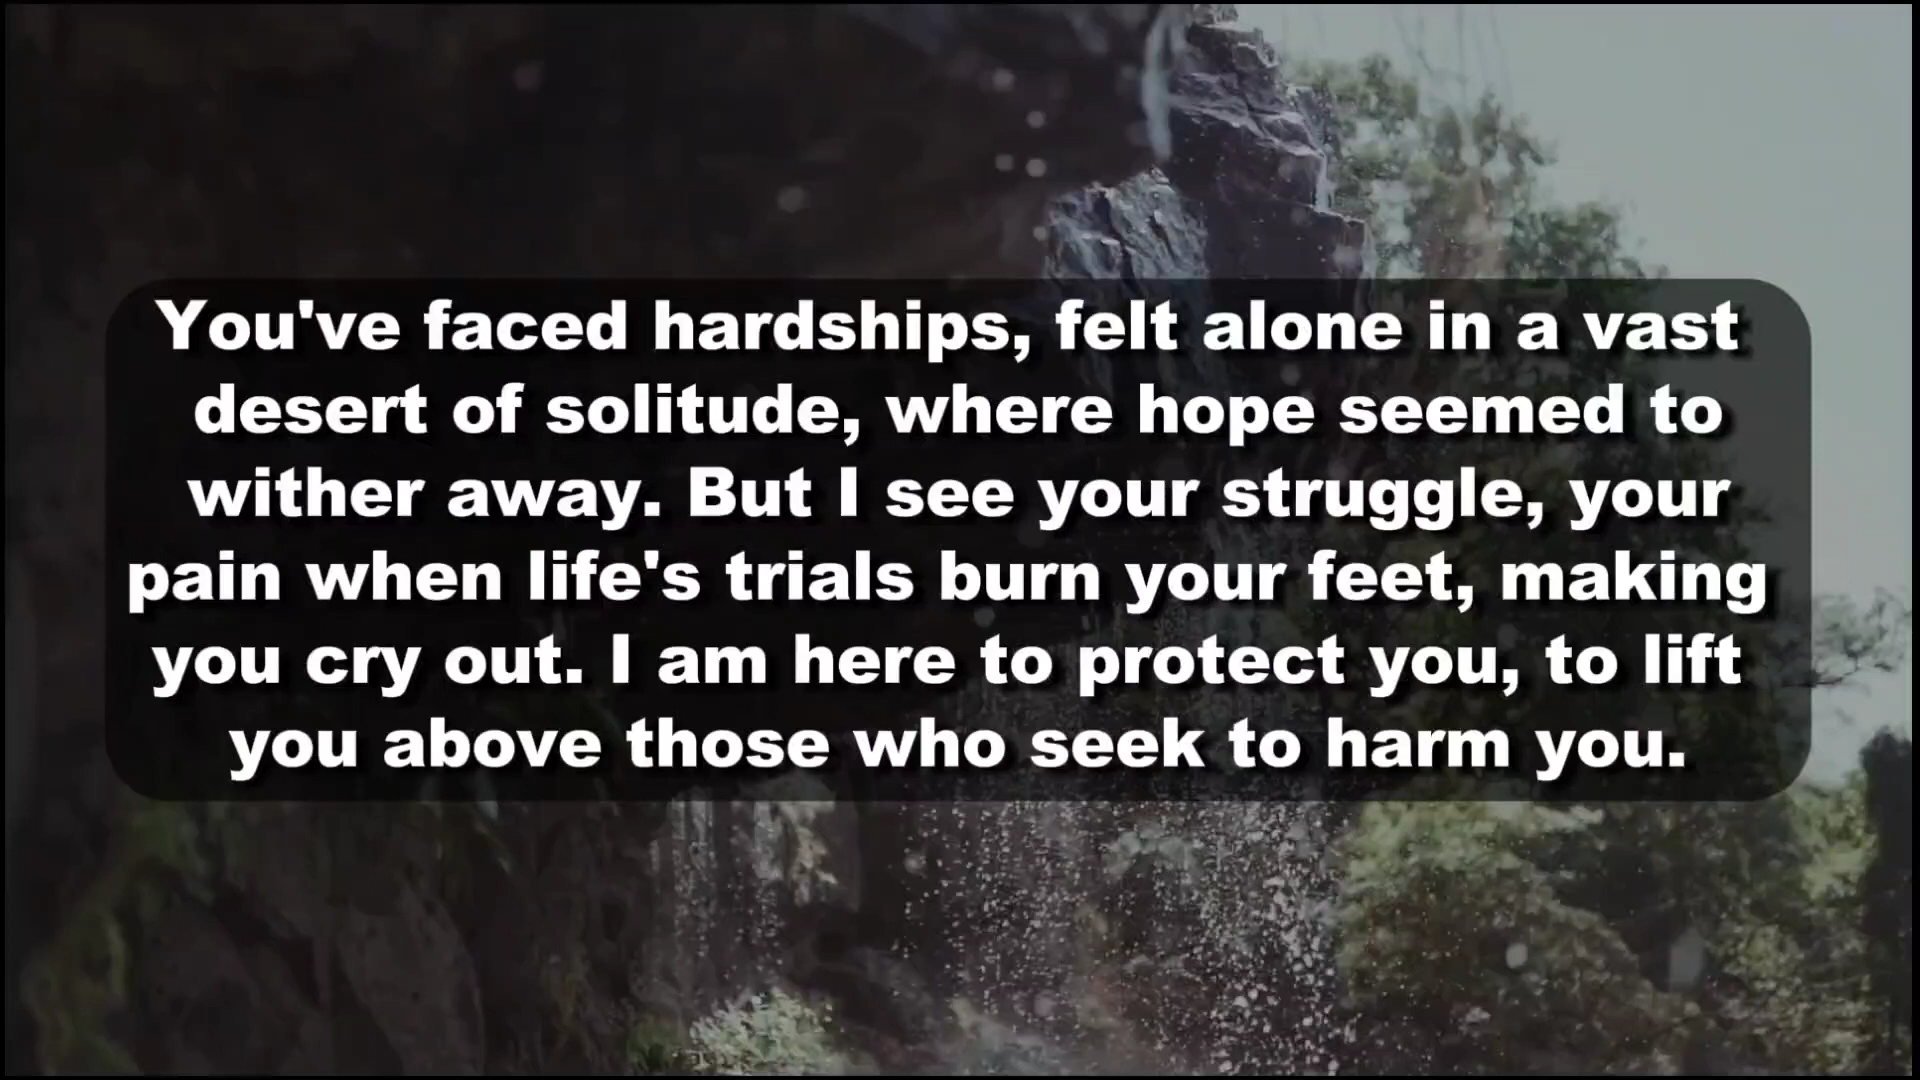 You've faced hardships, felt alone in a vast
desert of solitude, where hope seemed to
wither away. But I see your struggle, your
pain when life's trials burn your feet, making
you cry out. I am here to protect you, to lift
you above those who seek to harm you.